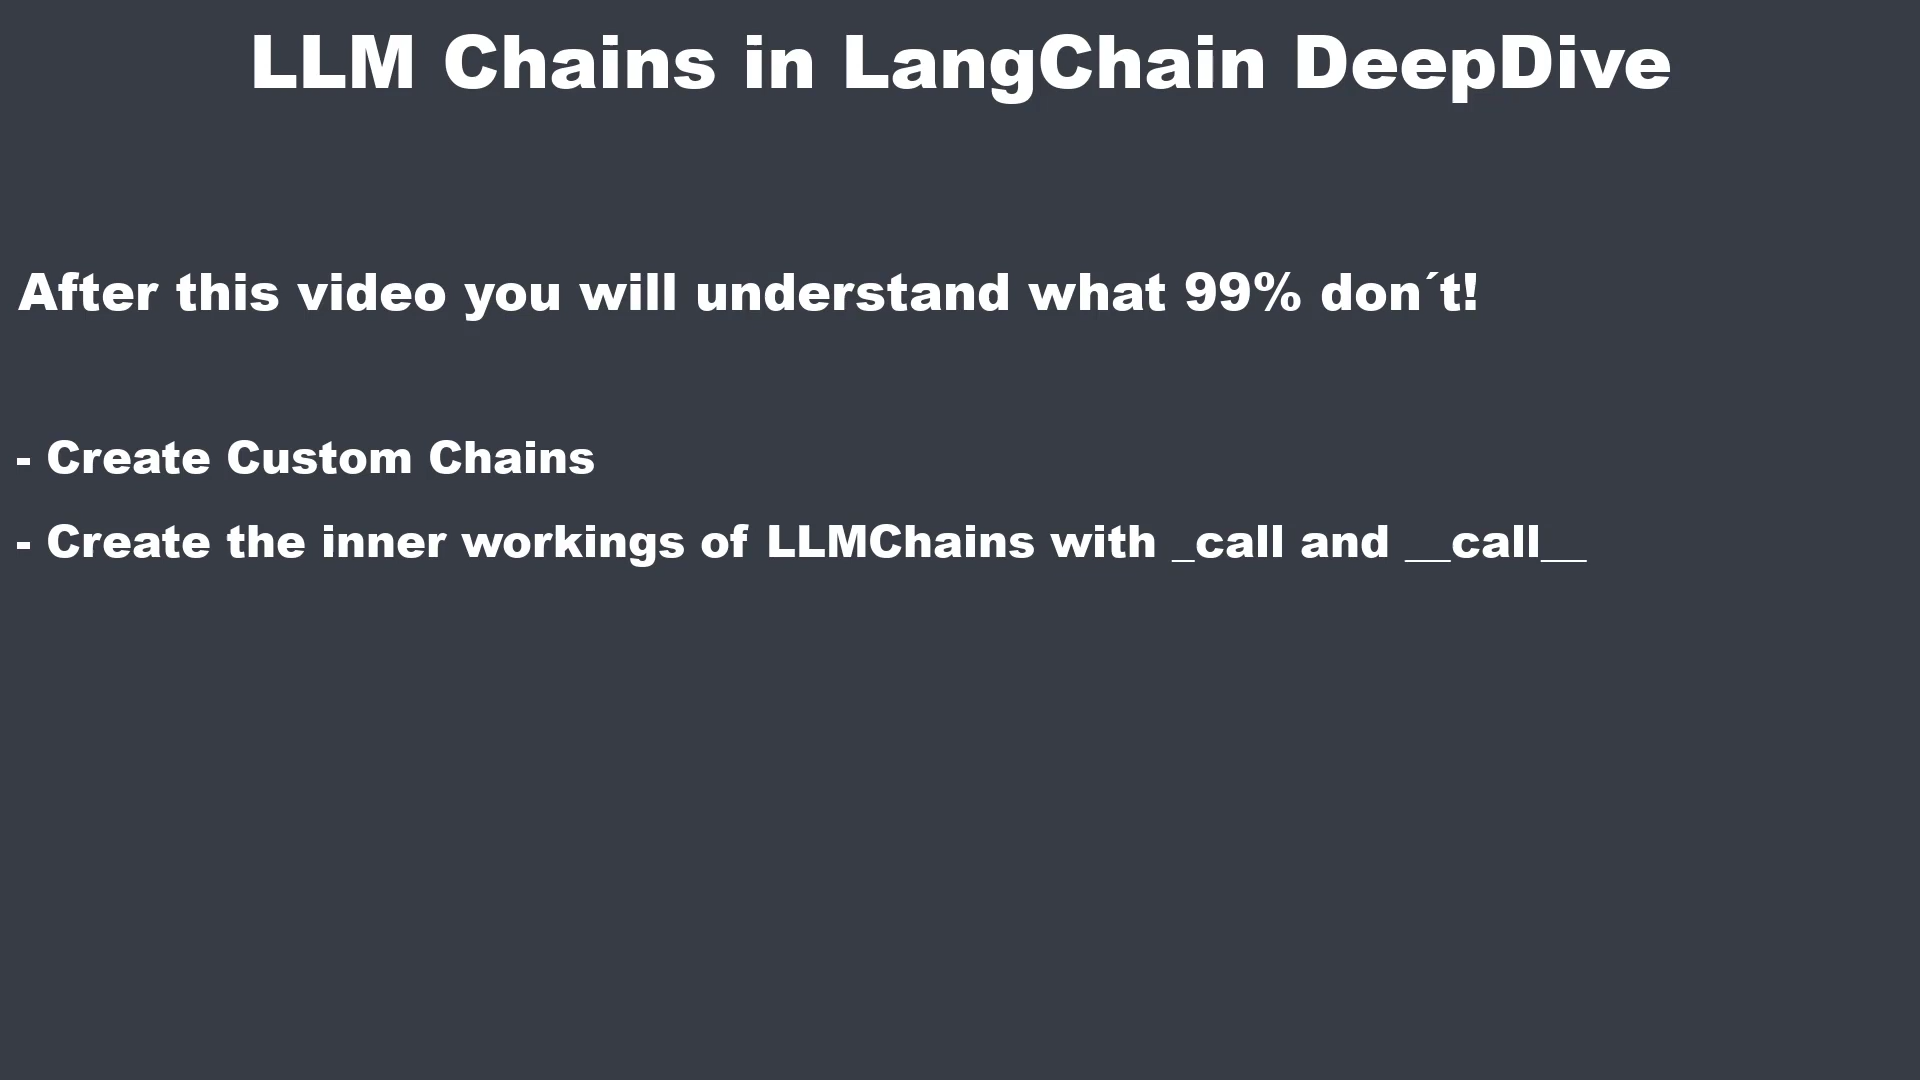 LLM Chains in LangChain DeepDive
After this video you will understand what 99% don´t!
- Create Custom Chains
- Create the inner workings of LLMChains with _call and __call__